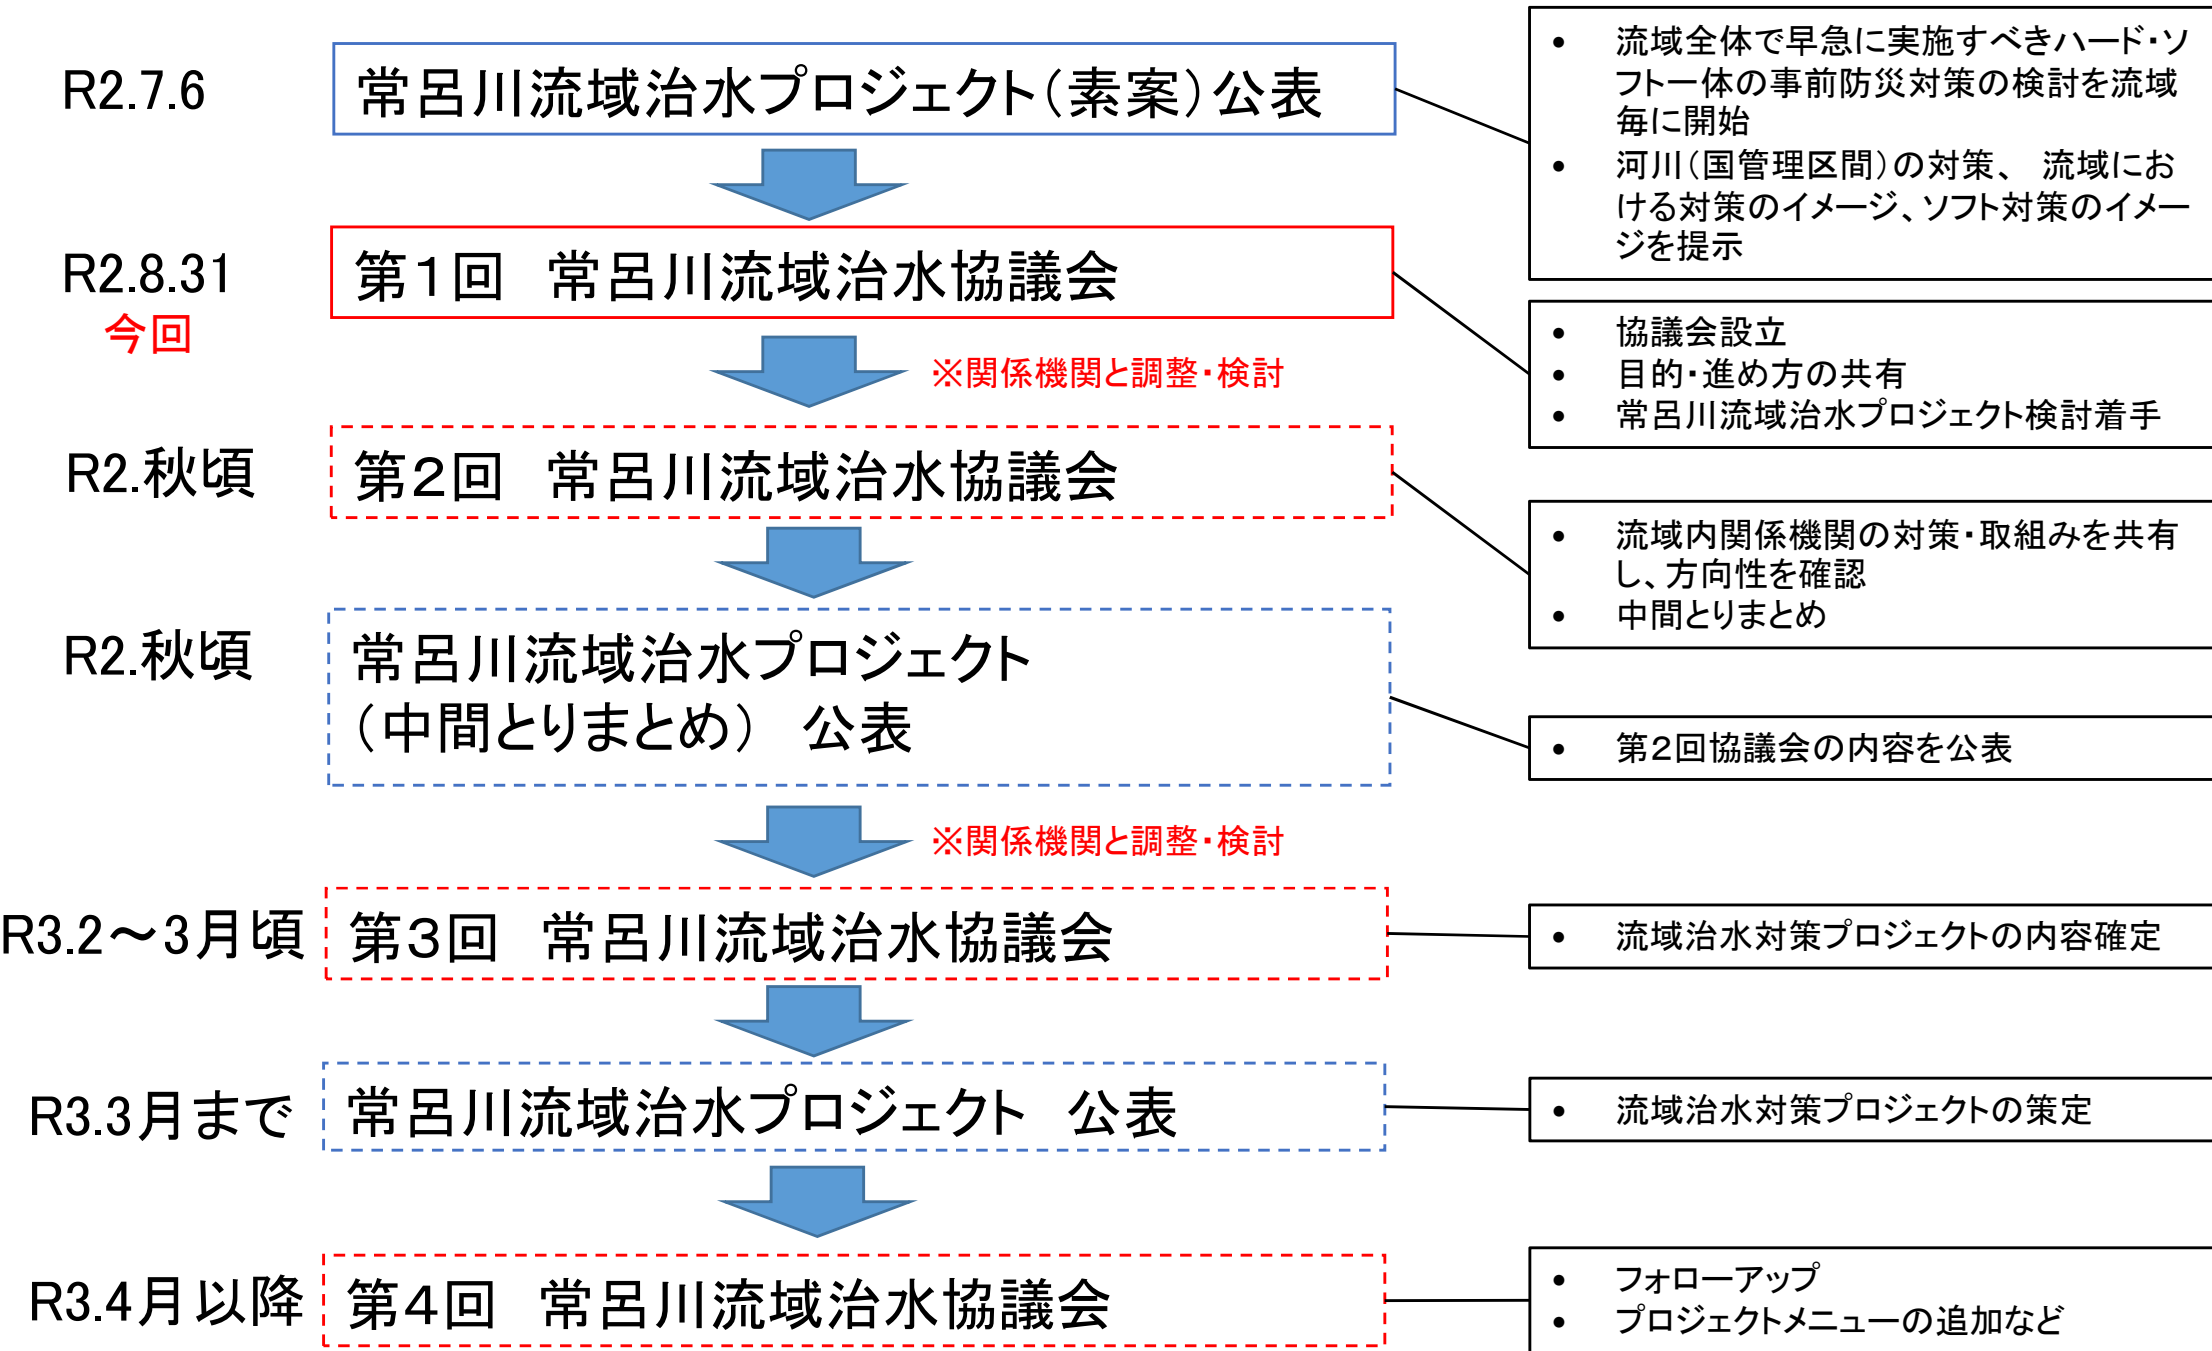 R2.7.6
常呂川流域治水プロジェクト（素案）公表
• 流域全体で早急に実施すべきハード・ソ
フト一体の事前防災対策の検討を流域
毎に開始
• 河川（国管理区間）の対策、 流域にお
ける対策のイメージ、ソフト対策のイメー
ジを提示
R2.8.31
今回
第1回　常呂川流域治水協議会
• 協議会設立
• 目的・進め方の共有
• 常呂川流域治水プロジェクト検討着手
※関係機関と調整・検討
R2.秋頃
第2回　常呂川流域治水協議会
• 流域内関係機関の対策・取組みを共有
し、方向性を確認
• 中間とりまとめ
R2.秋頃
常呂川流域治水プロジェクト
（中間とりまとめ）　公表
• 第2回協議会の内容を公表
※関係機関と調整・検討
R3.2～3月頃
第3回　常呂川流域治水協議会
• 流域治水対策プロジェクトの内容確定
R3.3月まで
常呂川流域治水プロジェクト　公表
• 流域治水対策プロジェクトの策定
R3.4月以降
第4回　常呂川流域治水協議会
• フォローアップ
• プロジェクトメニューの追加など